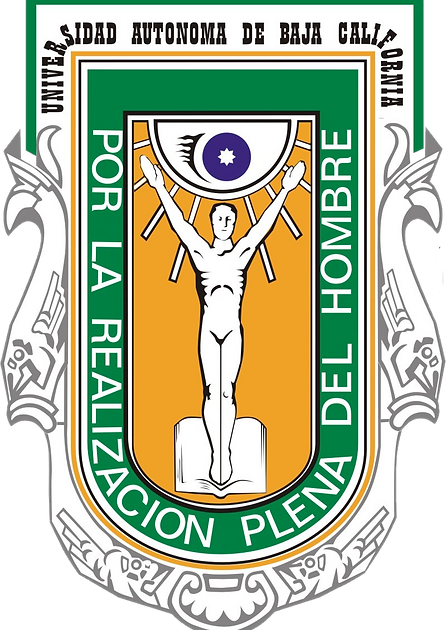 UNIVERSIDAD AUTONOMA DE BAJA CALIFORNIA
POR LA REALIZACION PLENA DEL HOMBRE